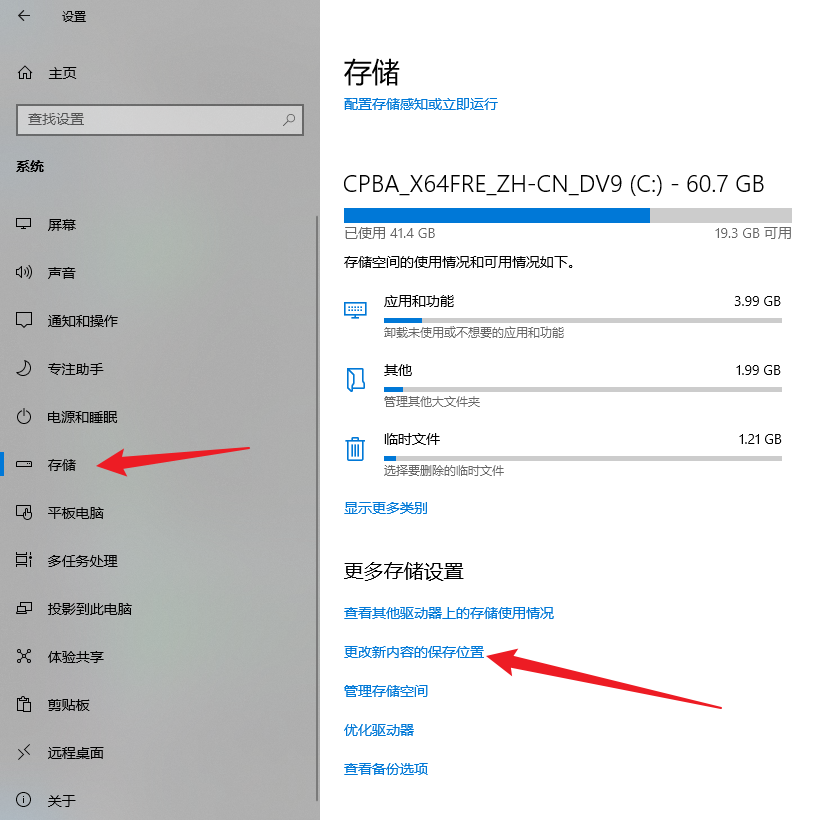 设置
主页
查找设置
系统
屏幕
声音
通知和操作
专注助手
电源和睡眠
存储
平板电脑
多任务处理
投影到此电脑
体验共享
剪贴板
远程桌面
关于
存储
配置存储感知或立即运行
CPBA_X64FRE_ZH-CN_DV9 (C:) - 60.7 GB
已使用 41.4 GB 19.3 GB 可用
存储空间的使用情况和可用情况如下。
应用和功能 3.99 GB
卸载未使用或不想要的应用和功能
其他 1.99 GB
管理其他大文件夹
临时文件 1.21 GB
选择要删除的临时文件
显示更多类别
更多存储设置
查看其他驱动器上的存储使用情况
更改新内容的保存位置
管理存储空间
优化驱动器
查看备份选项